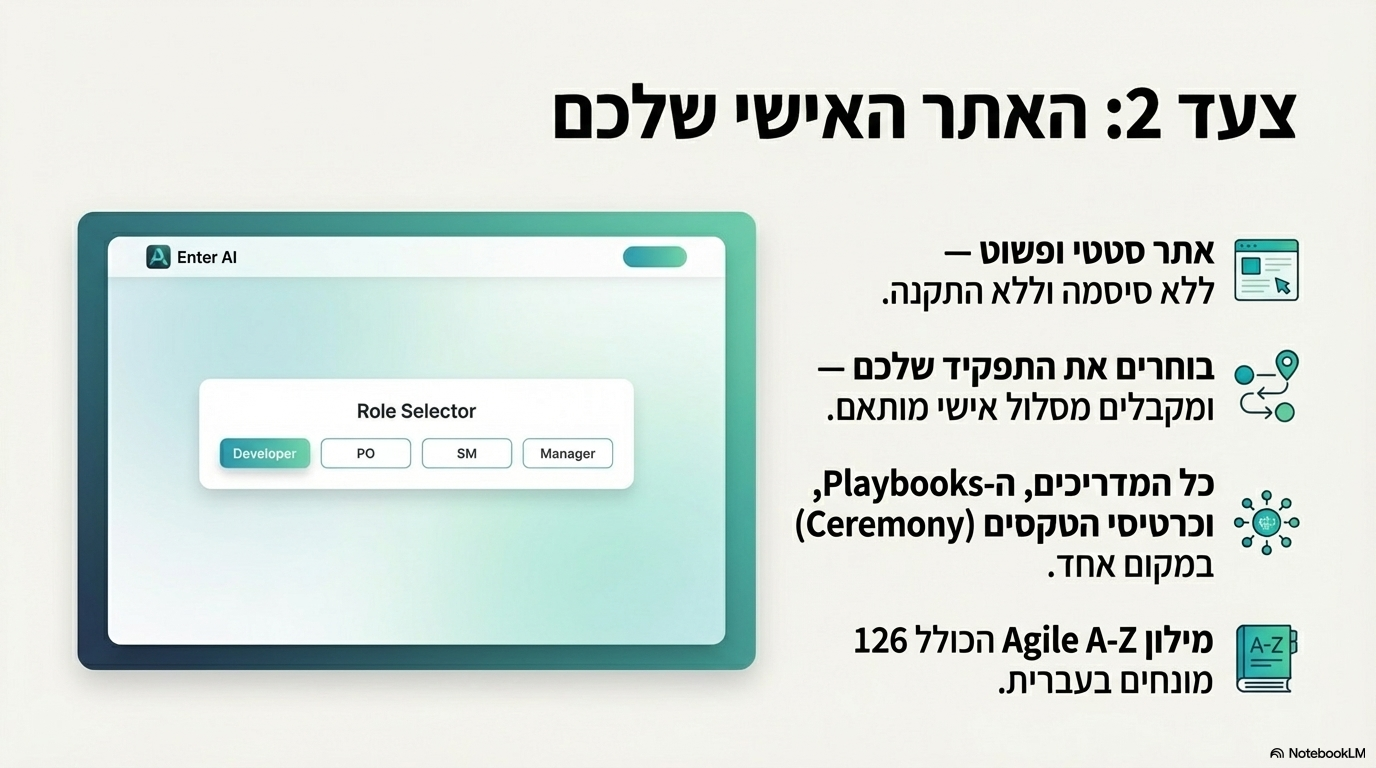 צעד 2: האתר האישי שלכם
אתר סטטי ופשוט —
ללא סיסמה וללא התקנה.
בוחרים את התפקיד שלכם —
ומקבלים מסלול אישי מותאם.
כל המדריכים, ה-Playbooks,
וכרטיסי הטקסים (Ceremony)
במקום אחד.
A-Z
מילון Agile A-Z הכולל 126
מונחים בעברית.
Enter AI
Role Selector
Developer PO SM Manager
NotebookLM